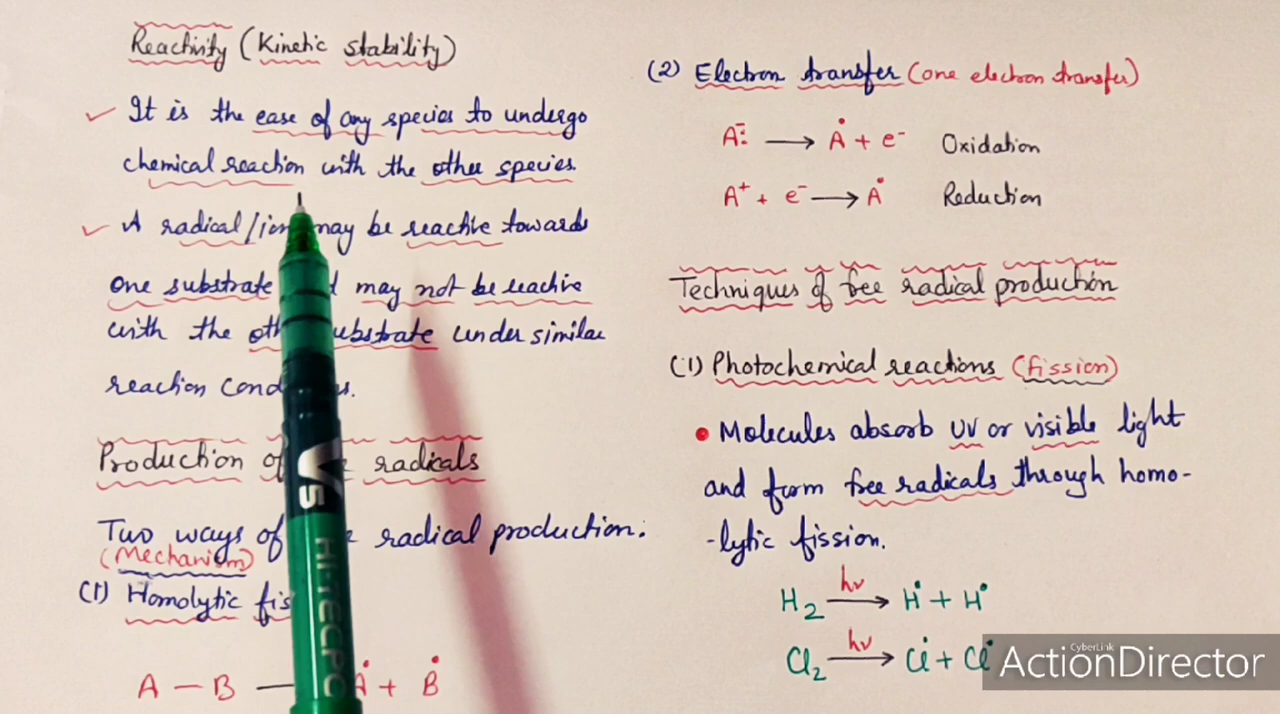 Reactivity (Kinetic stability)
It is the ease of any species to undergo
chemical reaction with the other species.
A radical/ion may be reactive towards
one substrate may not be reactive
with the substrate under similar
reaction
Production of radicals
Two ways of radical production.
(Mechanism)
(1) Homolytic
A — B → Ȧ + Ḃ
(2) Electron transfer (one electron transfer)
A⁻: → Ȧ + e⁻ Oxidation
A⁺ + e⁻ → Ȧ Reduction
Techniques of free radical production
(1) Photochemical reactions (fission)
• Molecules absorb UV or visible light
and form free radicals through homo-
-lytic fission.
H₂ —hν→ Ḣ + Ḣ
Cl₂ —hν→ Cl̇ + Cl̇
CyberLink
ActionDirector
V5
HI-TECPO